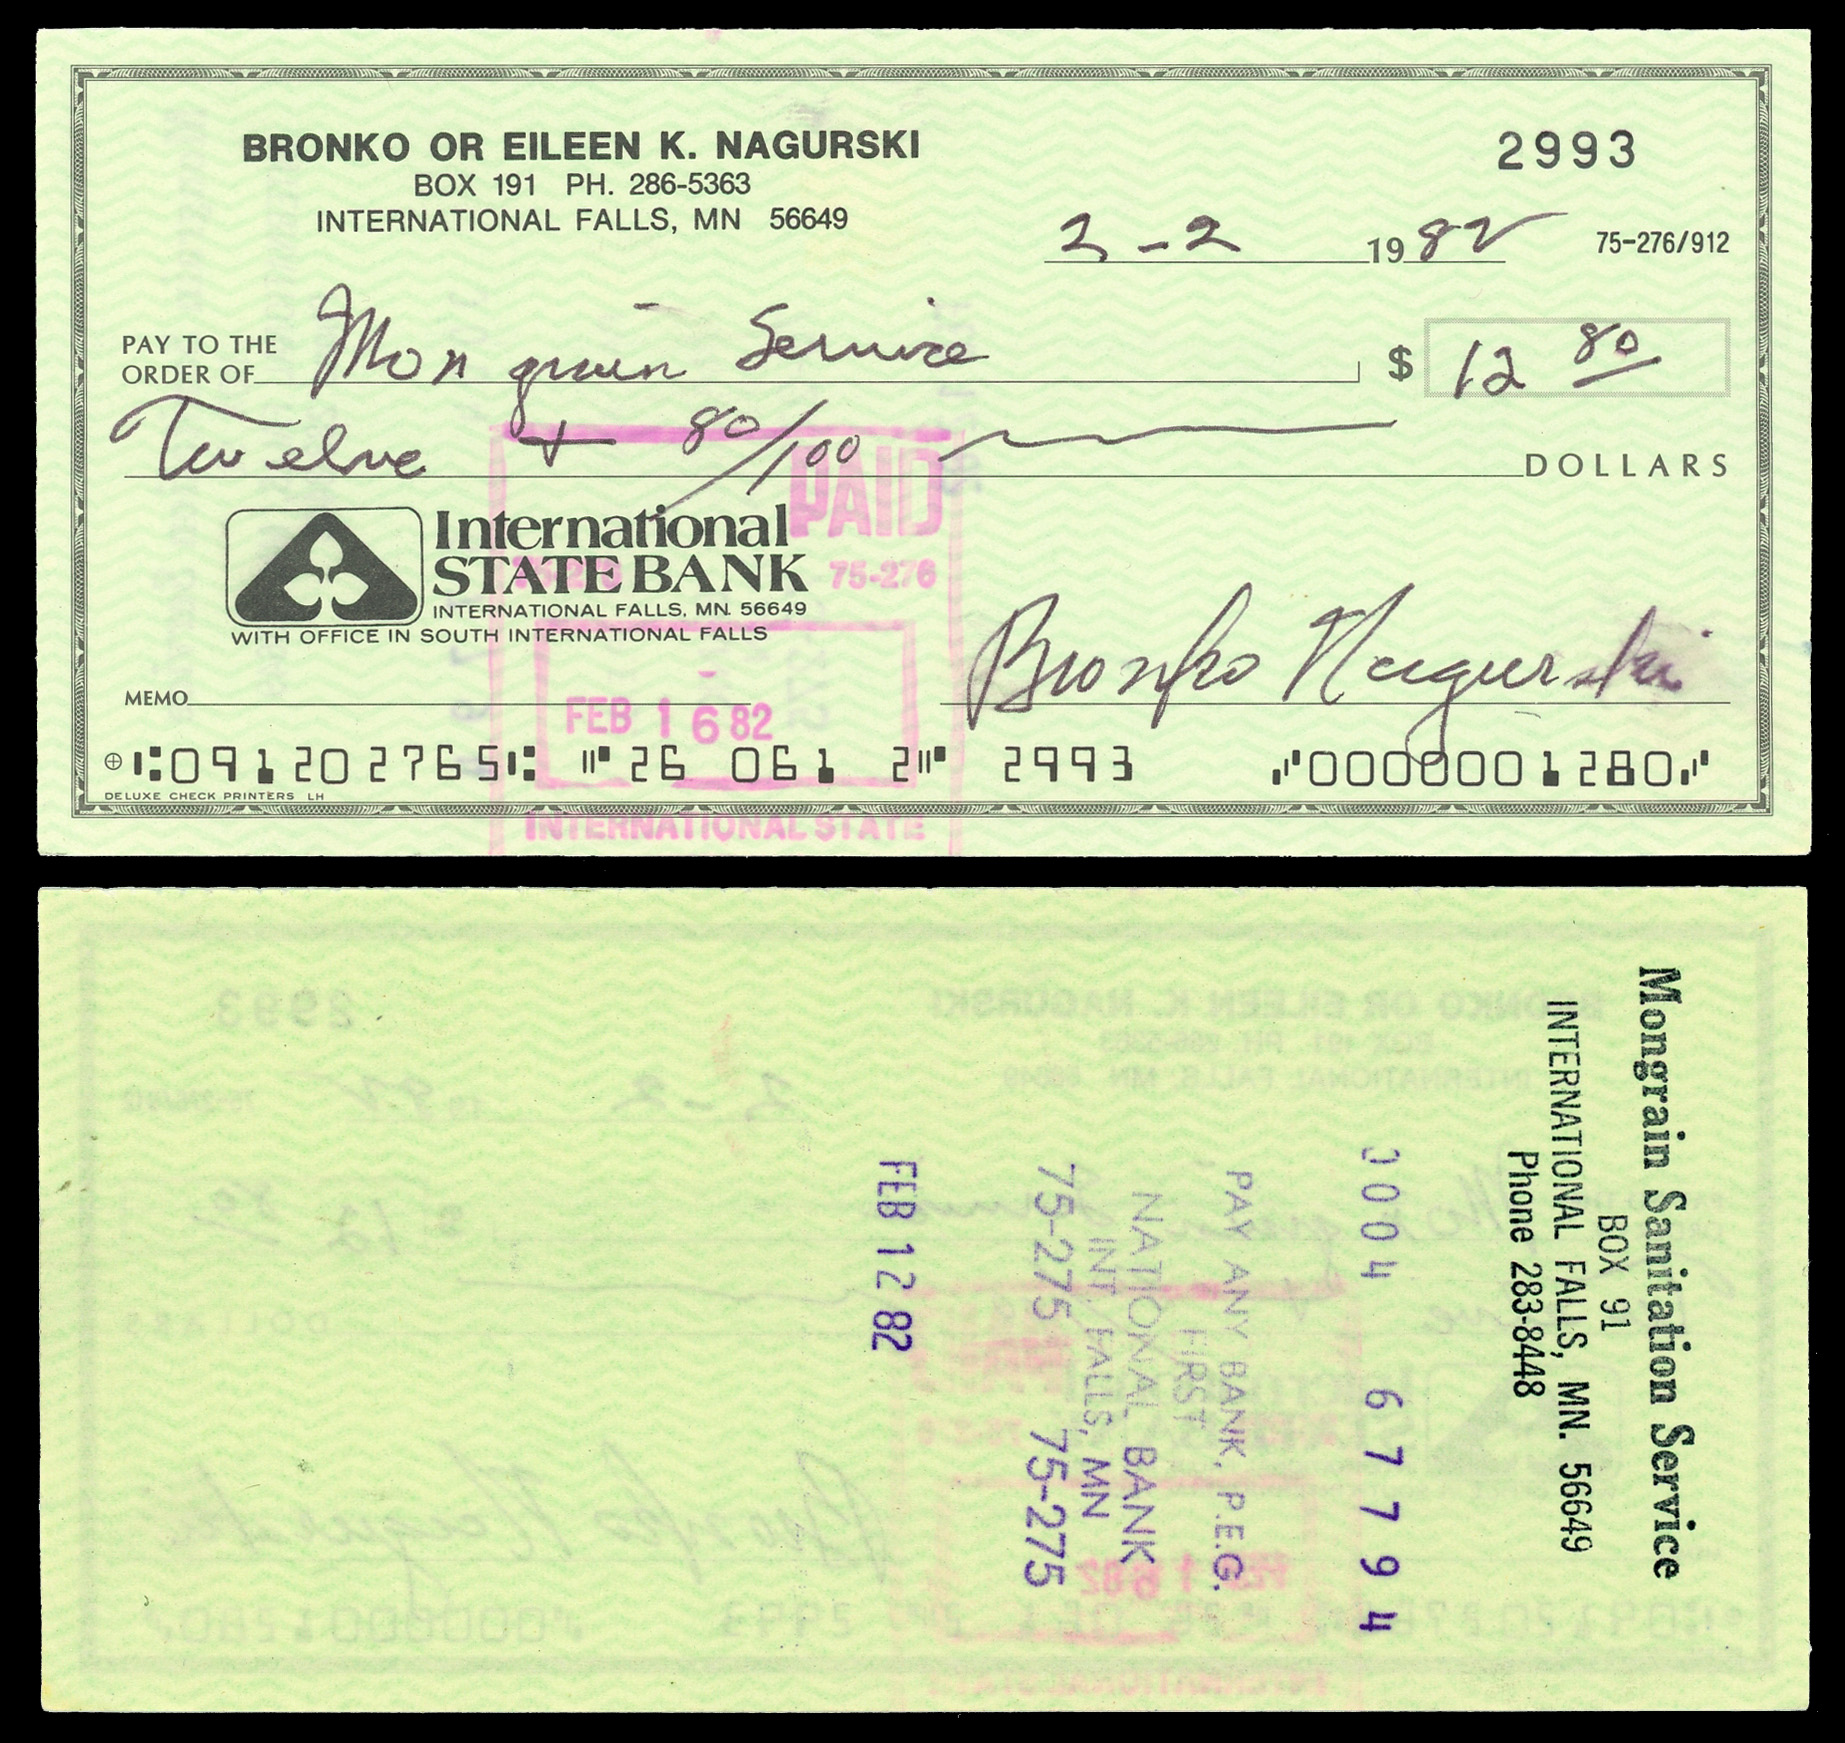 BRONKO OR EILEEN K. NAGURSKI
BOX 191 PH. 286-5363
INTERNATIONAL FALLS, MN 56649
2993
2-2 1982 75-276/912
PAY TO THE ORDER OF Mongrain Service $ 12 80
Twelve + 80/100 DOLLARS
PAID
75-276
International
STATE BANK
INTERNATIONAL FALLS, MN. 56649
WITH OFFICE IN SOUTH INTERNATIONAL FALLS
FEB 16 82
MEMO
Bronko Nagurski
091202765 26 061 2 2993 0000001280
DELUXE CHECK PRINTERS LH
INTERNATIONAL STATE
Mongrain Sanitation Service
BOX 91
INTERNATIONAL FALLS, MN. 56649
Phone 283-8448
004 67794
PAY ANY BANK, P.E.G.
FIRST
NATIONAL BANK
INT. FALLS, MN
75-275 75-275
FEB 12 82